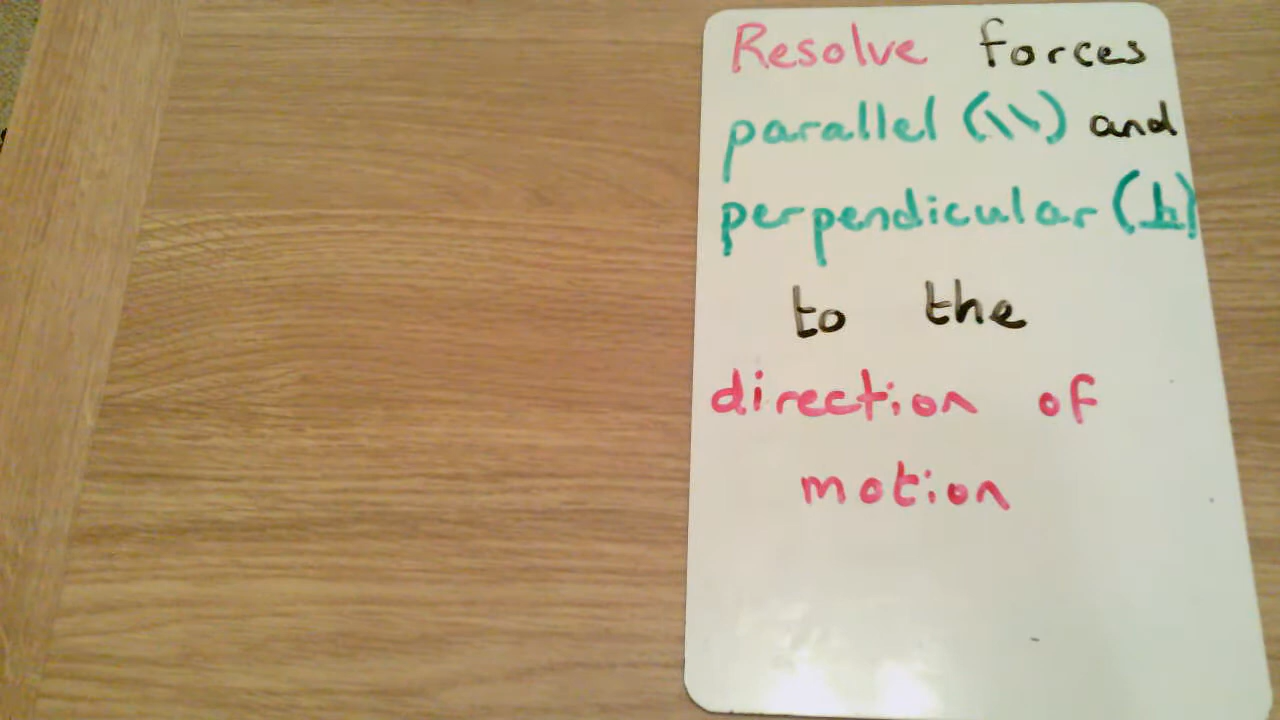 Resolve forces
parallel (\\) and
perpendicular (⊥)
to the
direction of
motion